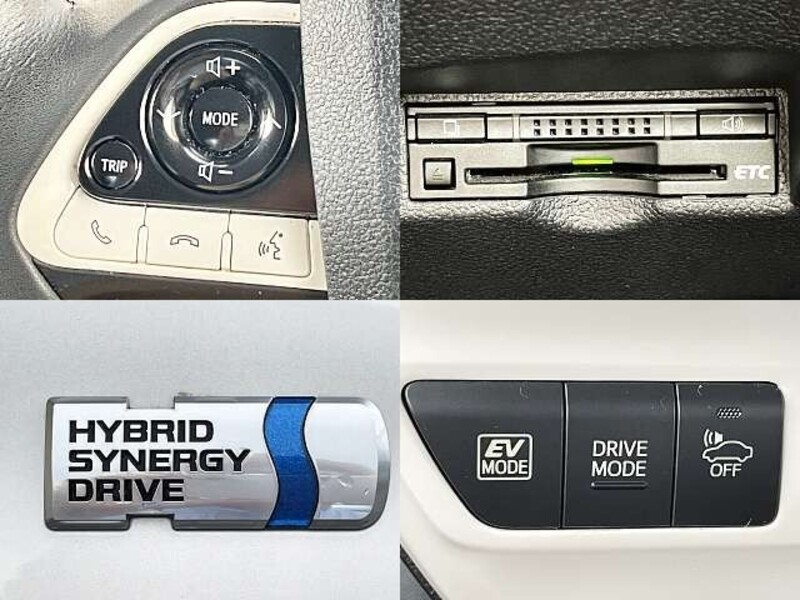 MODE
TRIP
ETC
HYBRID
SYNERGY
DRIVE
EV
MODE
DRIVE
MODE
OFF